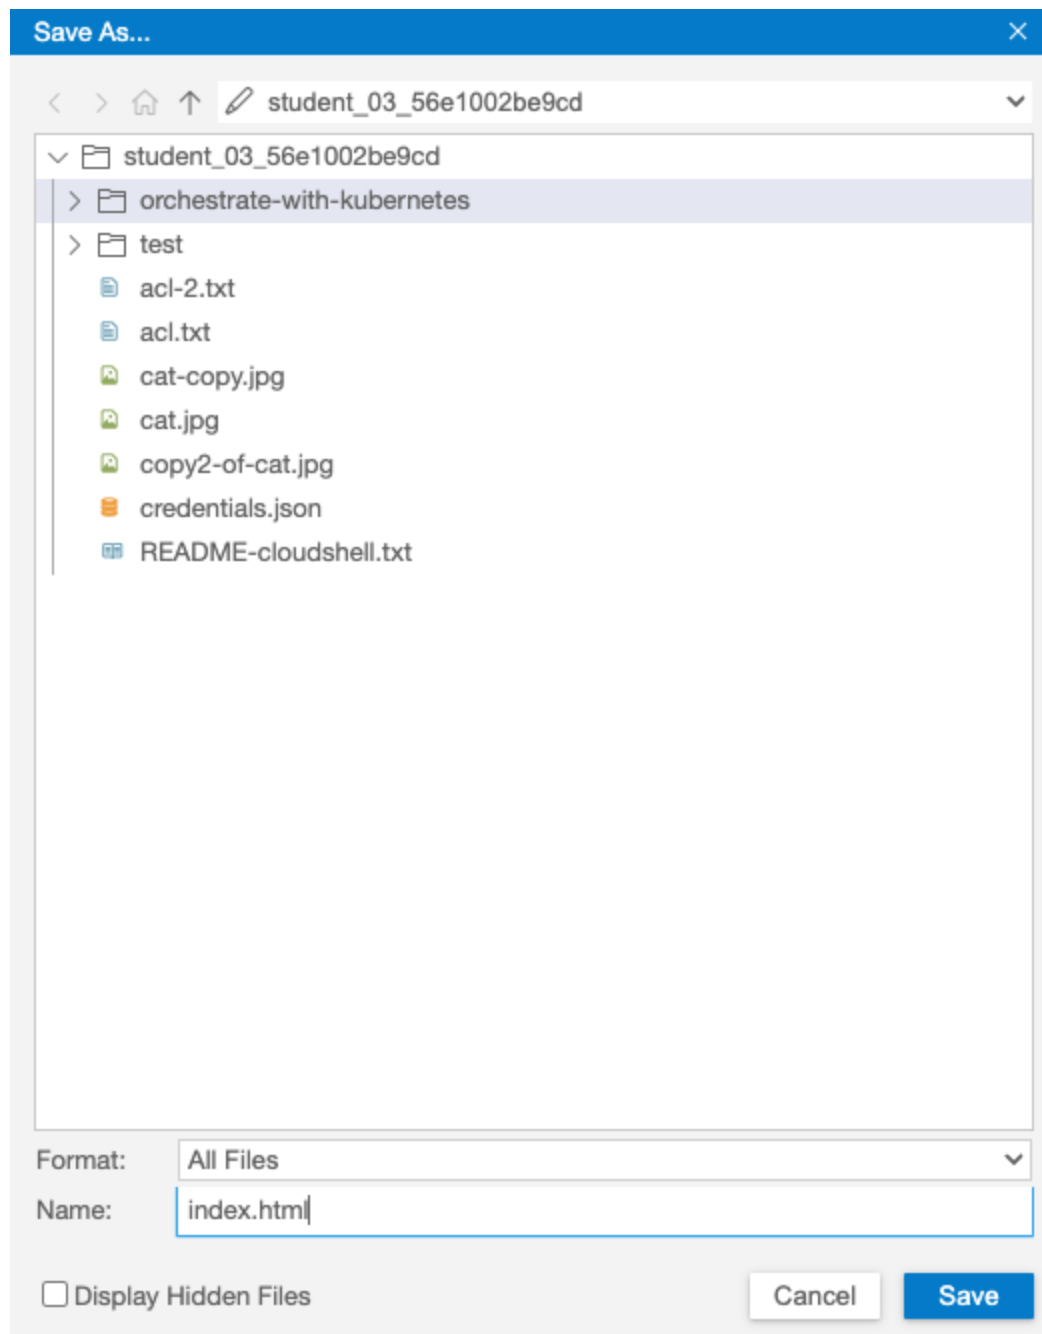 Save As...
student_03_56e1002be9cd
student_03_56e1002be9cd
orchestrate-with-kubernetes
test
acl-2.txt
acl.txt
cat-copy.jpg
cat.jpg
copy2-of-cat.jpg
credentials.json
README-cloudshell.txt
Format: All Files
Name: index.html
Display Hidden Files Cancel Save